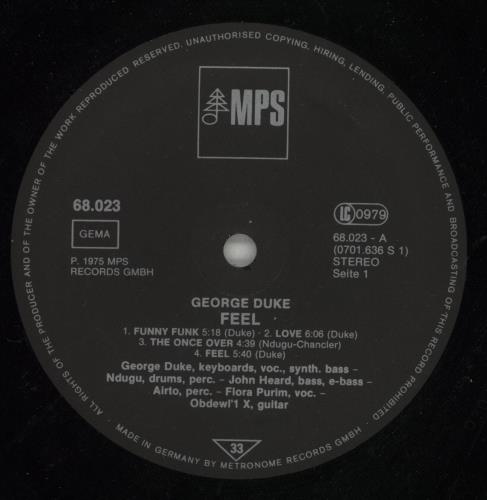 ALL RIGHTS OF THE PRODUCER AND OF THE OWNER OF THE WORK REPRODUCED RESERVED, UNAUTHORISED COPYING, HIRING, LENDING, PUBLIC PERFORMANCE AND BROADCASTING OF THIS RECORD PROHIBITED
MPS
68.023
GEMA
P. 1975 MPS
RECORDS GMBH
LC 0979
68.023 - A
(0701.636 S 1)
STEREO
Seite 1
GEORGE DUKE
FEEL
1. FUNNY FUNK 5:18 (Duke) · 2. LOVE 6:06 (Duke)
3. THE ONCE OVER 4:39 (Ndugu-Chancler)
4. FEEL 5:40 (Duke)
George Duke, keyboards, voc., synth. bass –
Ndugu, drums, perc. – John Heard, bass, e-bass –
Airto, perc. – Flora Purim, voc. –
Obdewl'1 X, guitar
33
- MADE IN GERMANY BY METRONOME RECORDS GMBH -